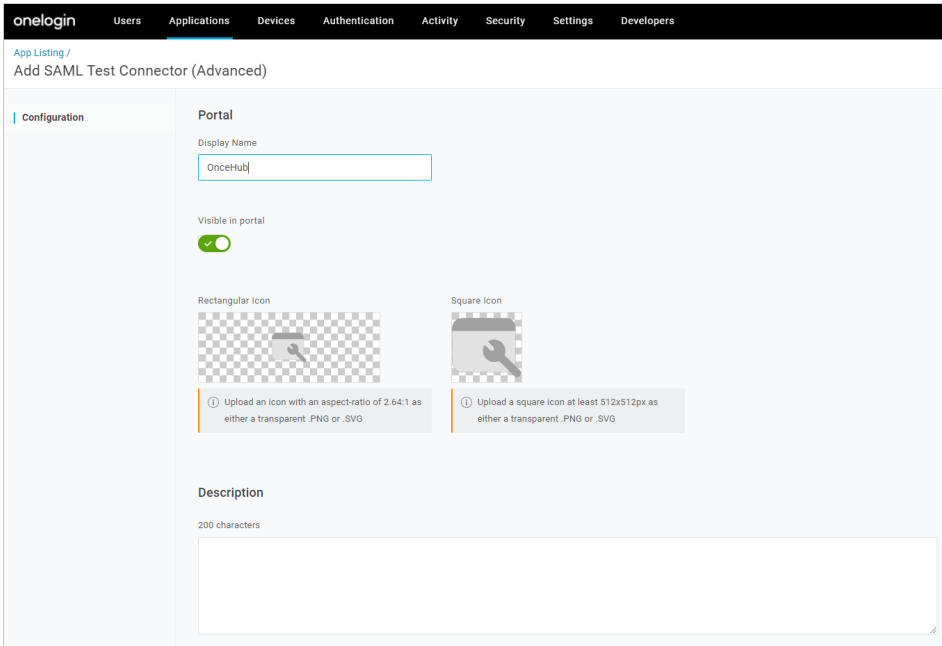 onelogin Users Applications Devices Authentication Activity Security Settings Developers
App Listing /
Add SAML Test Connector (Advanced)
Configuration
Portal
Display Name
OnceHub
Visible in portal
Rectangular Icon
Square Icon
Upload an icon with an aspect-ratio of 2.64:1 as
either a transparent .PNG or .SVG
Upload a square icon at least 512x512px as
either a transparent .PNG or .SVG
Description
200 characters